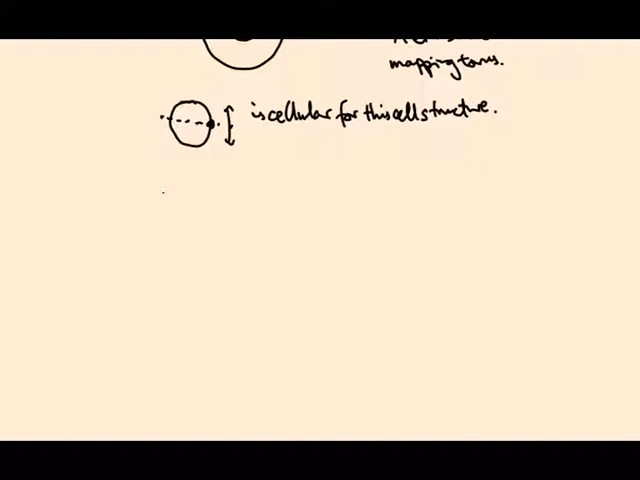 mapping torus.
is cellular for this cell structure.